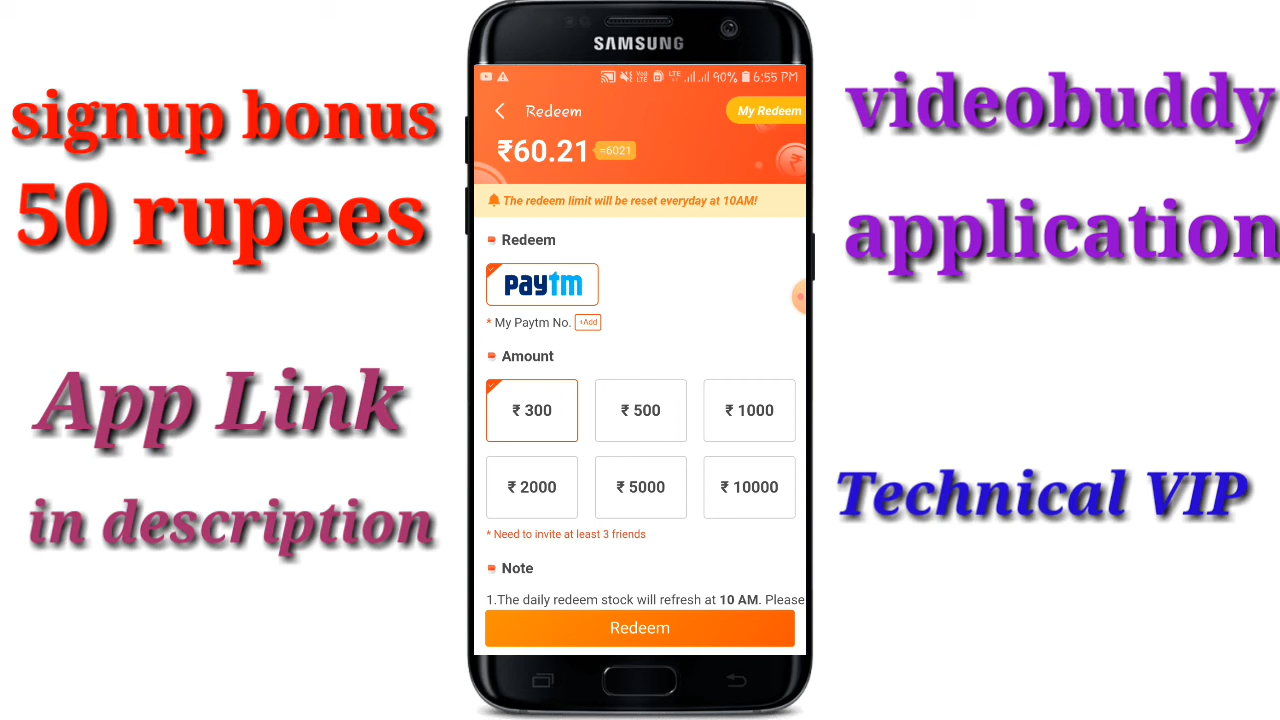 signup bonus
50 rupees
App Link
in description
SAMSUNG
LTE 90% 6:55 PM
Redeem
My Redeem
₹60.21 =6021
The redeem limit will be reset everyday at 10AM!
Redeem
paytm
* My Paytm No. +Add
Amount
₹ 300 ₹ 500 ₹ 1000
₹ 2000 ₹ 5000 ₹ 10000
* Need to invite at least 3 friends
Note
1.The daily redeem stock will refresh at 10 AM. Please
Redeem
videobuddy
application
Technical VIP